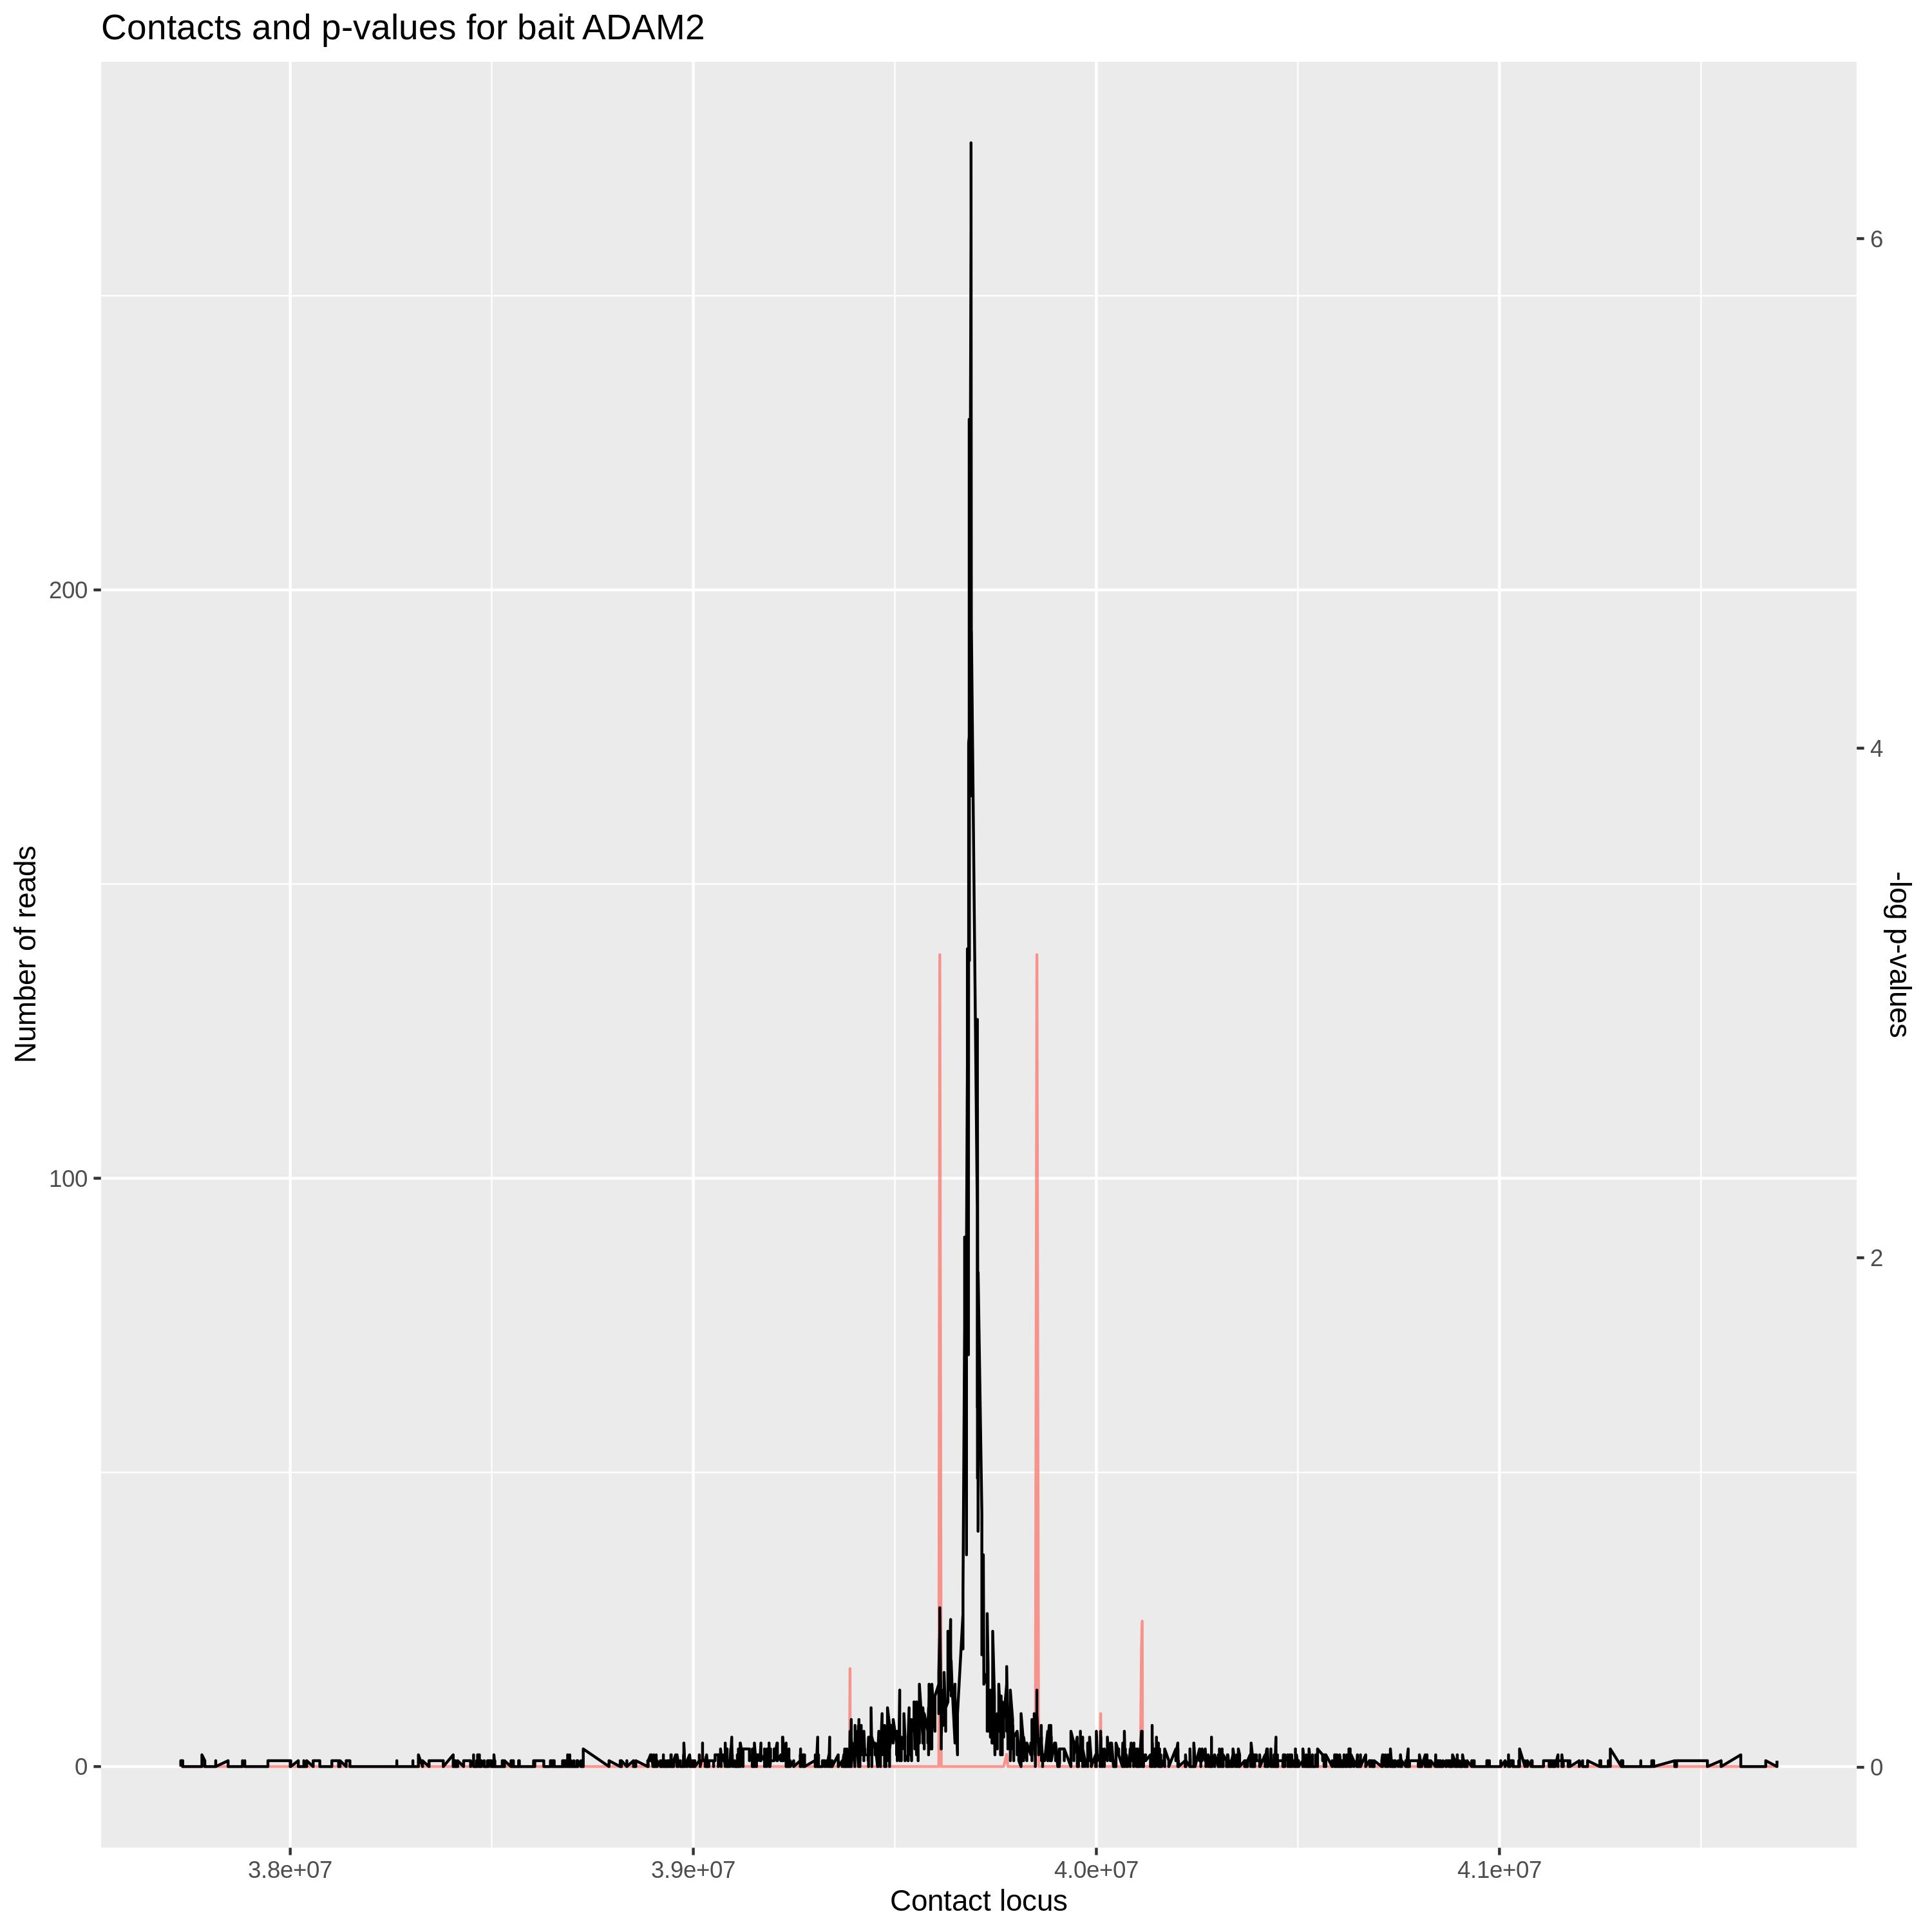 Contacts and p-values for bait ADAM2
Number of reads
200
100
0
6
4
2
0
-log p-values
3.8e+07
3.9e+07
4.0e+07
4.1e+07
Contact locus